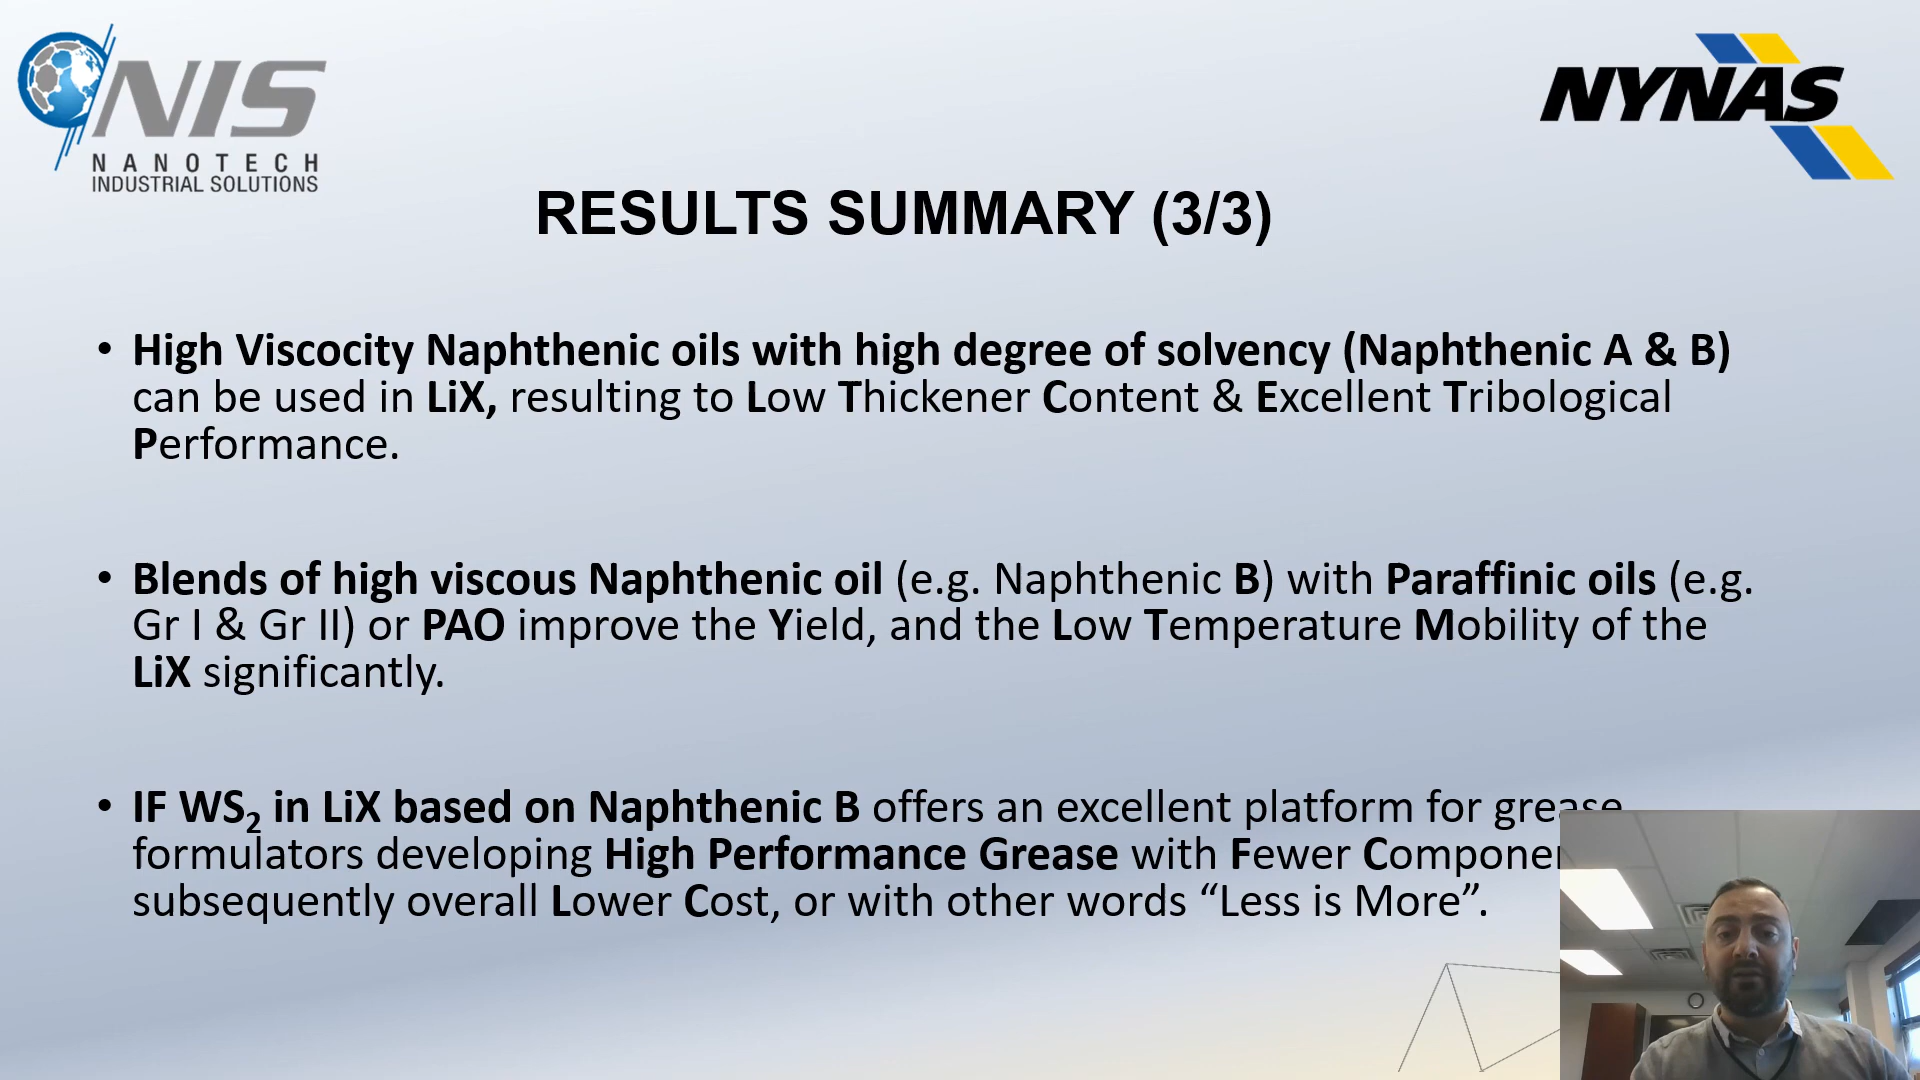 NIS
NANOTECH
INDUSTRIAL SOLUTIONS
NYNAS
RESULTS SUMMARY (3/3)
• High Viscocity Naphthenic oils with high degree of solvency (Naphthenic A & B)
can be used in LiX, resulting to Low Thickener Content & Excellent Tribological
Performance.
• Blends of high viscous Naphthenic oil (e.g. Naphthenic B) with Paraffinic oils (e.g.
Gr I & Gr II) or PAO improve the Yield, and the Low Temperature Mobility of the
LiX significantly.
• IF WS₂ in LiX based on Naphthenic B offers an excellent platform for grease
formulators developing High Performance Grease with Fewer
subsequently overall Lower Cost, or with other words “Less is More”.